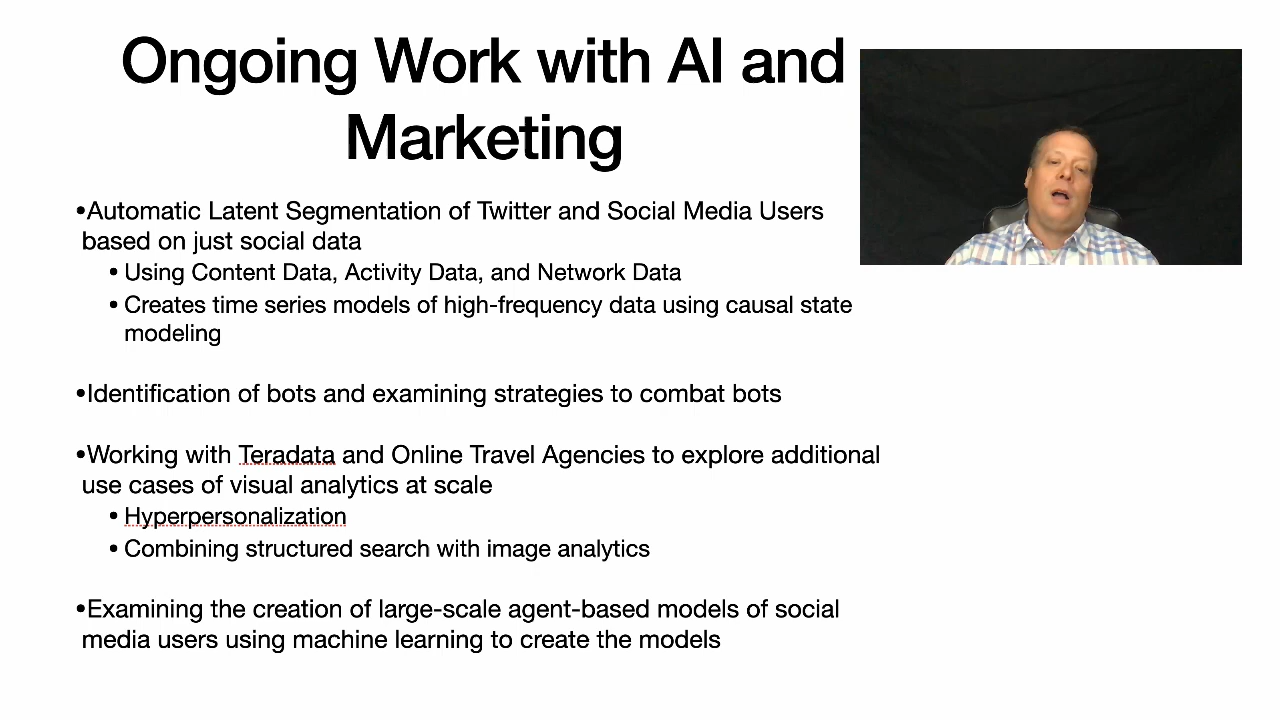 Ongoing Work with AI and
Marketing
•Automatic Latent Segmentation of Twitter and Social Media Users
based on just social data
• Using Content Data, Activity Data, and Network Data
• Creates time series models of high-frequency data using causal state
modeling
•Identification of bots and examining strategies to combat bots
•Working with Teradata and Online Travel Agencies to explore additional
use cases of visual analytics at scale
• Hyperpersonalization
• Combining structured search with image analytics
•Examining the creation of large-scale agent-based models of social
media users using machine learning to create the models